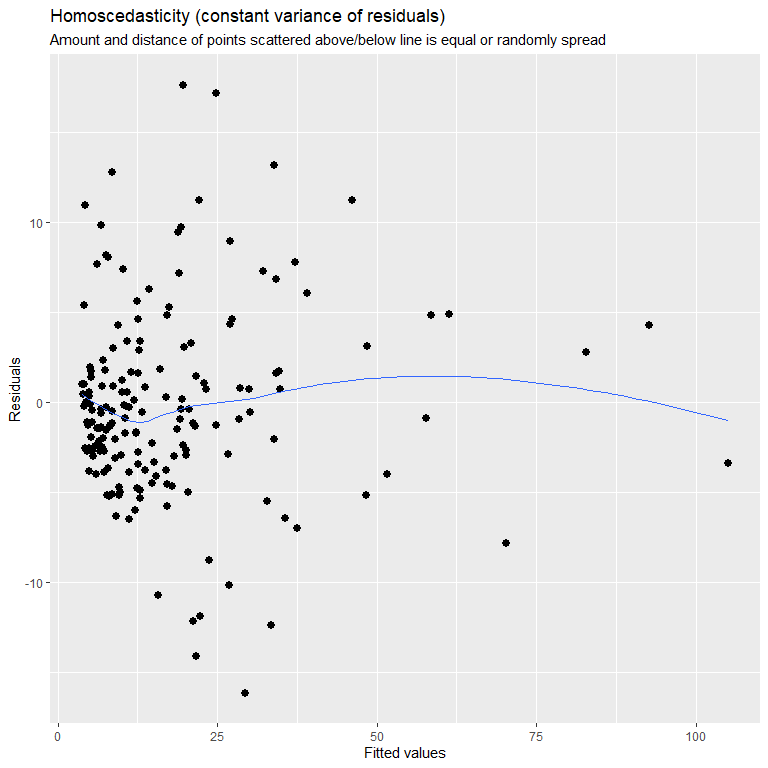 Homoscedasticity (constant variance of residuals)
Amount and distance of points scattered above/below line is equal or randomly spread
Residuals
10
0
-10
0
25
50
75
100
Fitted values